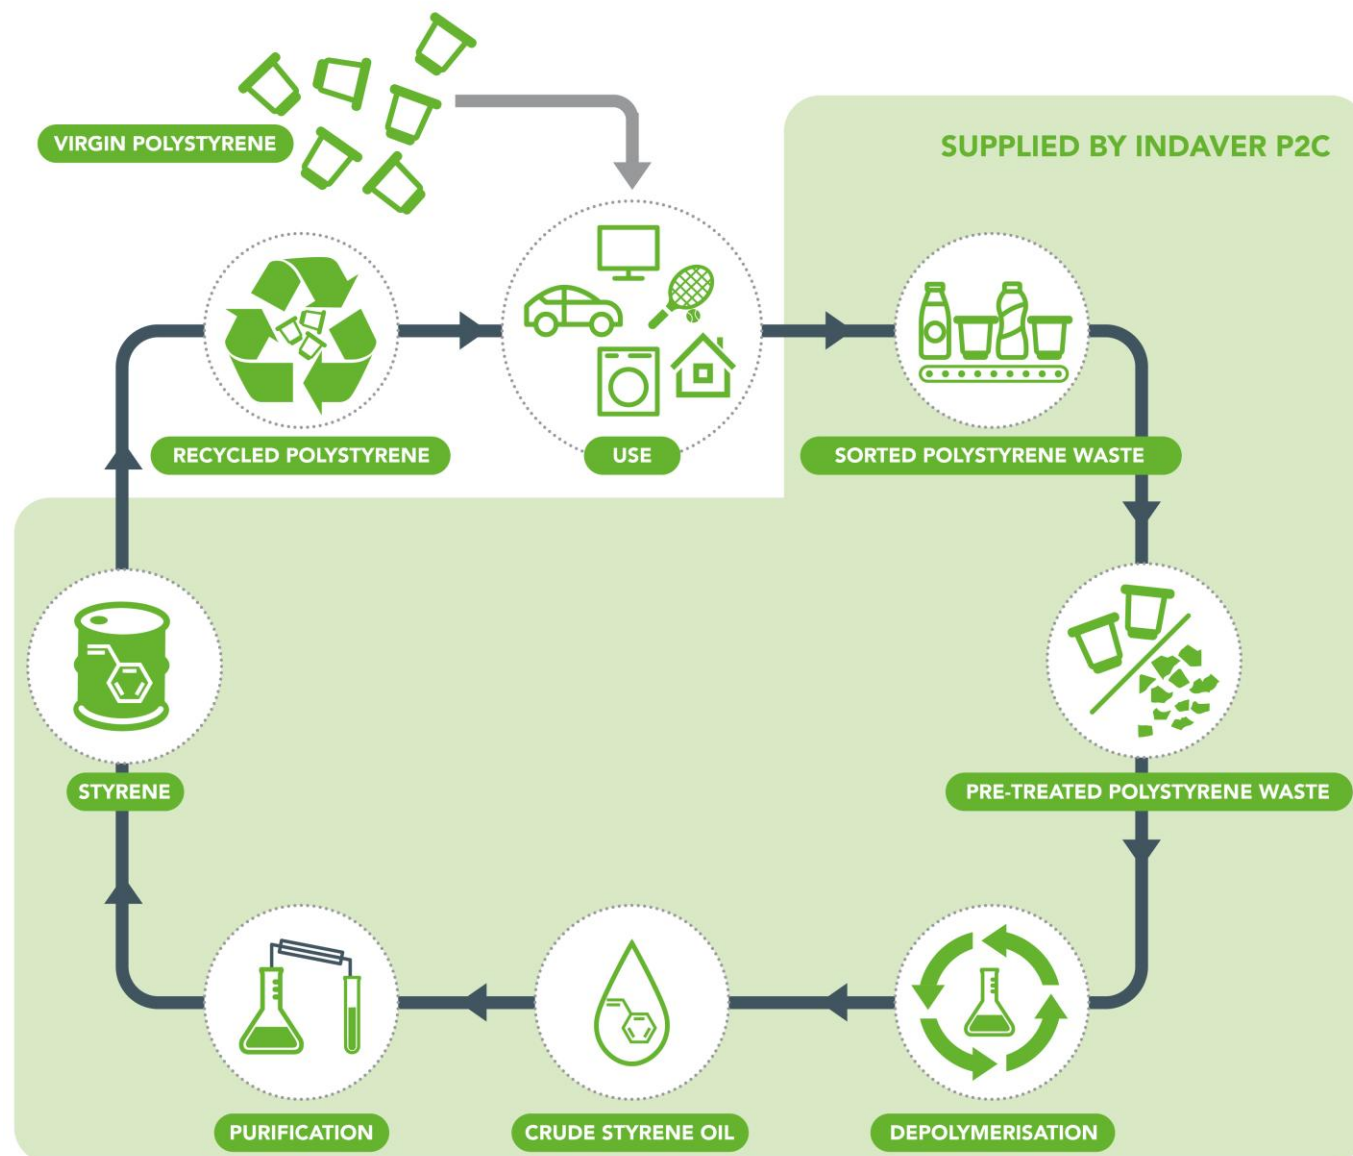 VIRGIN POLYSTYRENE
SUPPLIED BY INDAVER P2C
RECYCLED POLYSTYRENE
USE
SORTED POLYSTYRENE WASTE
STYRENE
PRE-TREATED POLYSTYRENE WASTE
PURIFICATION
CRUDE STYRENE OIL
DEPOLYMERISATION